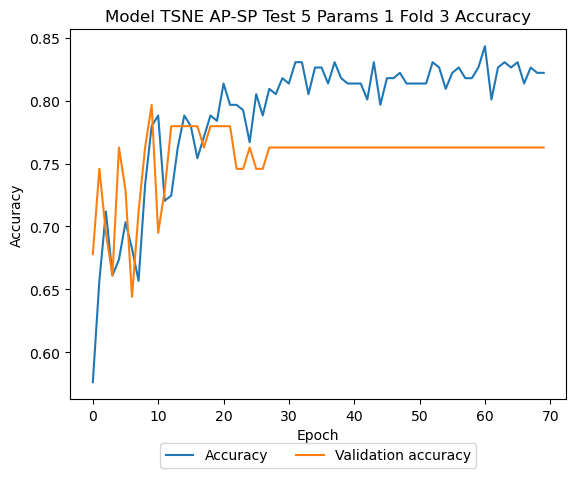 Model TSNE AP-SP Test 5 Params 1 Fold 3 Accuracy
0.85
0.80
0.75
0.70
0.65
0.60
Accuracy
0 10 20 30 40 50 60 70
Epoch
Accuracy Validation accuracy